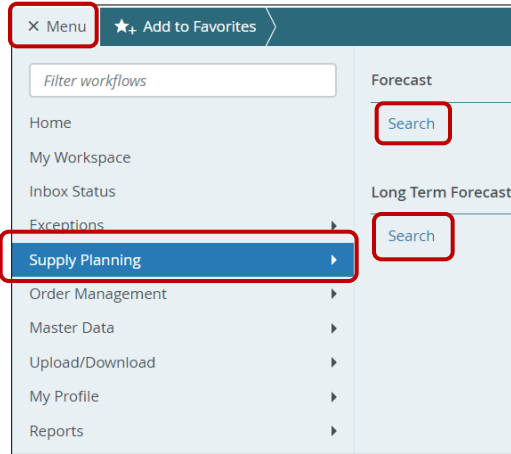 × Menu
Add to Favorites
Filter workflows
Home
My Workspace
Inbox Status
Exceptions
Supply Planning
Order Management
Master Data
Upload/Download
My Profile
Reports
Forecast
Search
Long Term Forecast
Search